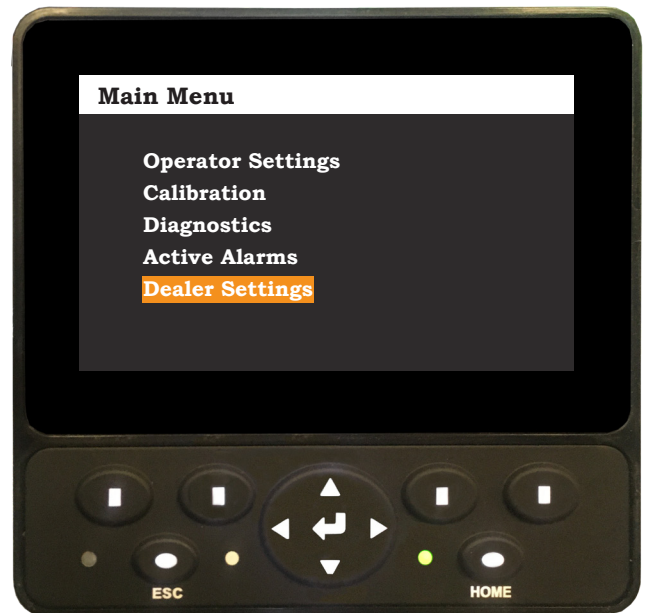 Main Menu
Operator Settings
Calibration
Diagnostics
Active Alarms
Dealer Settings
ESC
HOME